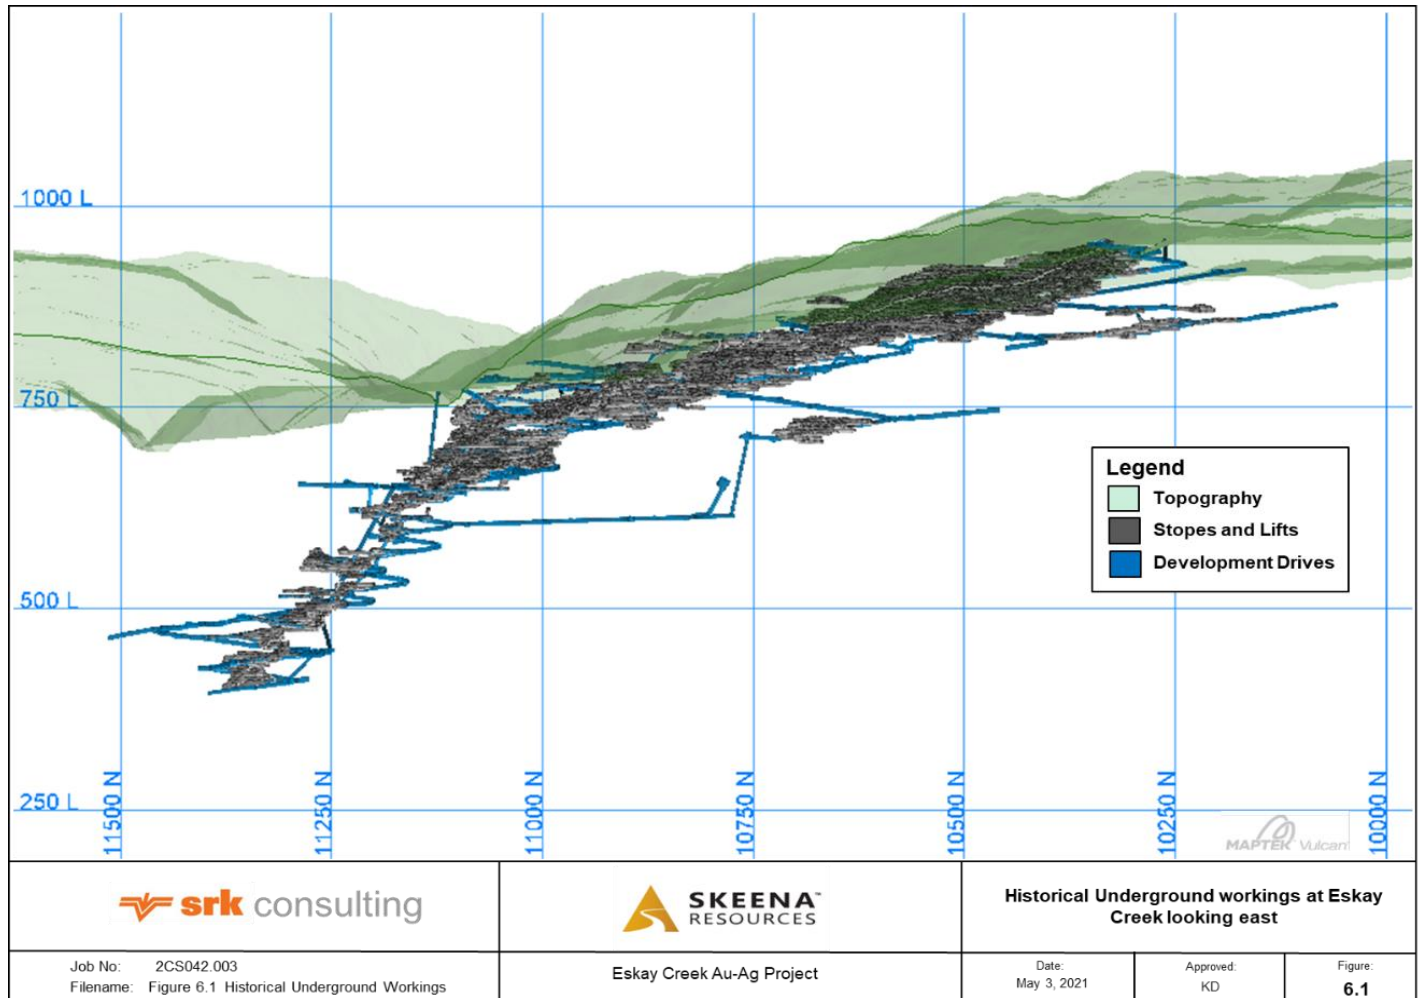 1000 L
750 L
500 L
250 L
11500 N
11250 N
11000 N
10750 N
10500 N
10250 N
10000 N
Legend
Topography
Stopes and Lifts
Development Drives
MAPTEK Vulcan
srk consulting
SKEENA™
RESOURCES
Historical Underground workings at Eskay
Creek looking east
Job No: 2CS042.003
Filename: Figure 6.1 Historical Underground Workings
Eskay Creek Au-Ag Project
Date:
May 3, 2021
Approved:
KD
Figure:
6.1